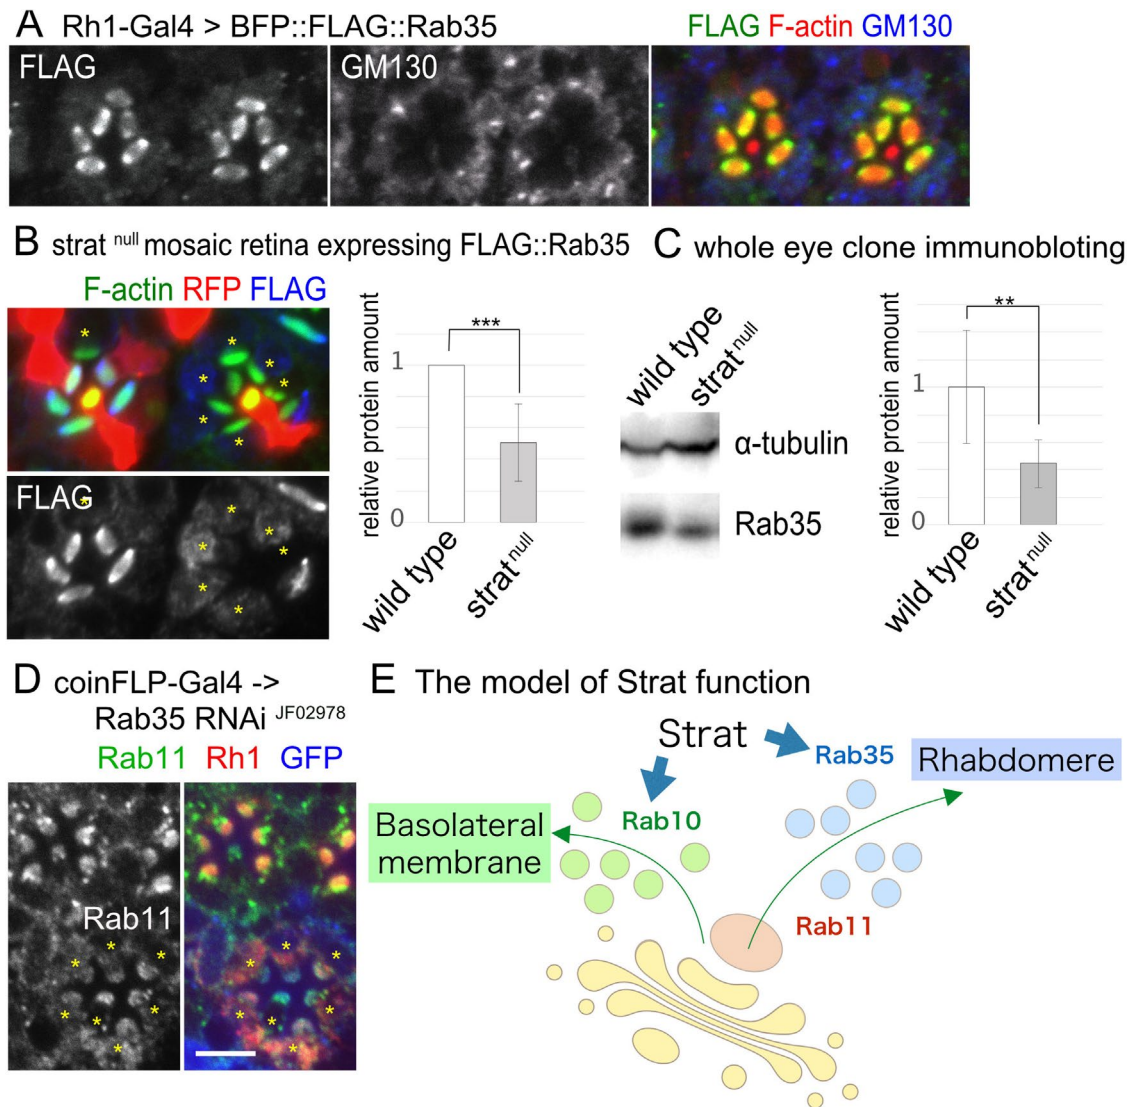 A Rh1-Gal4 > BFP::FLAG::Rab35
FLAG F-actin GM130
FLAG
GM130
B strat null mosaic retina expressing FLAG::Rab35
F-actin RFP FLAG
* * * * * * *
FLAG
* * * * * * *
relative protein amount
1
0
***
wild type
strat null
C whole eye clone immunobloting
wild type
strat null
α-tubulin
Rab35
relative protein amount
1
0
**
wild type
strat null
D coinFLP-Gal4 ->
Rab35 RNAi JF02978
Rab11 Rh1 GFP
Rab11
* * * * * * *
* * * * * * *
E The model of Strat function
Strat
Rab35
Rhabdomere
Rab10
Basolateral
membrane
Rab11